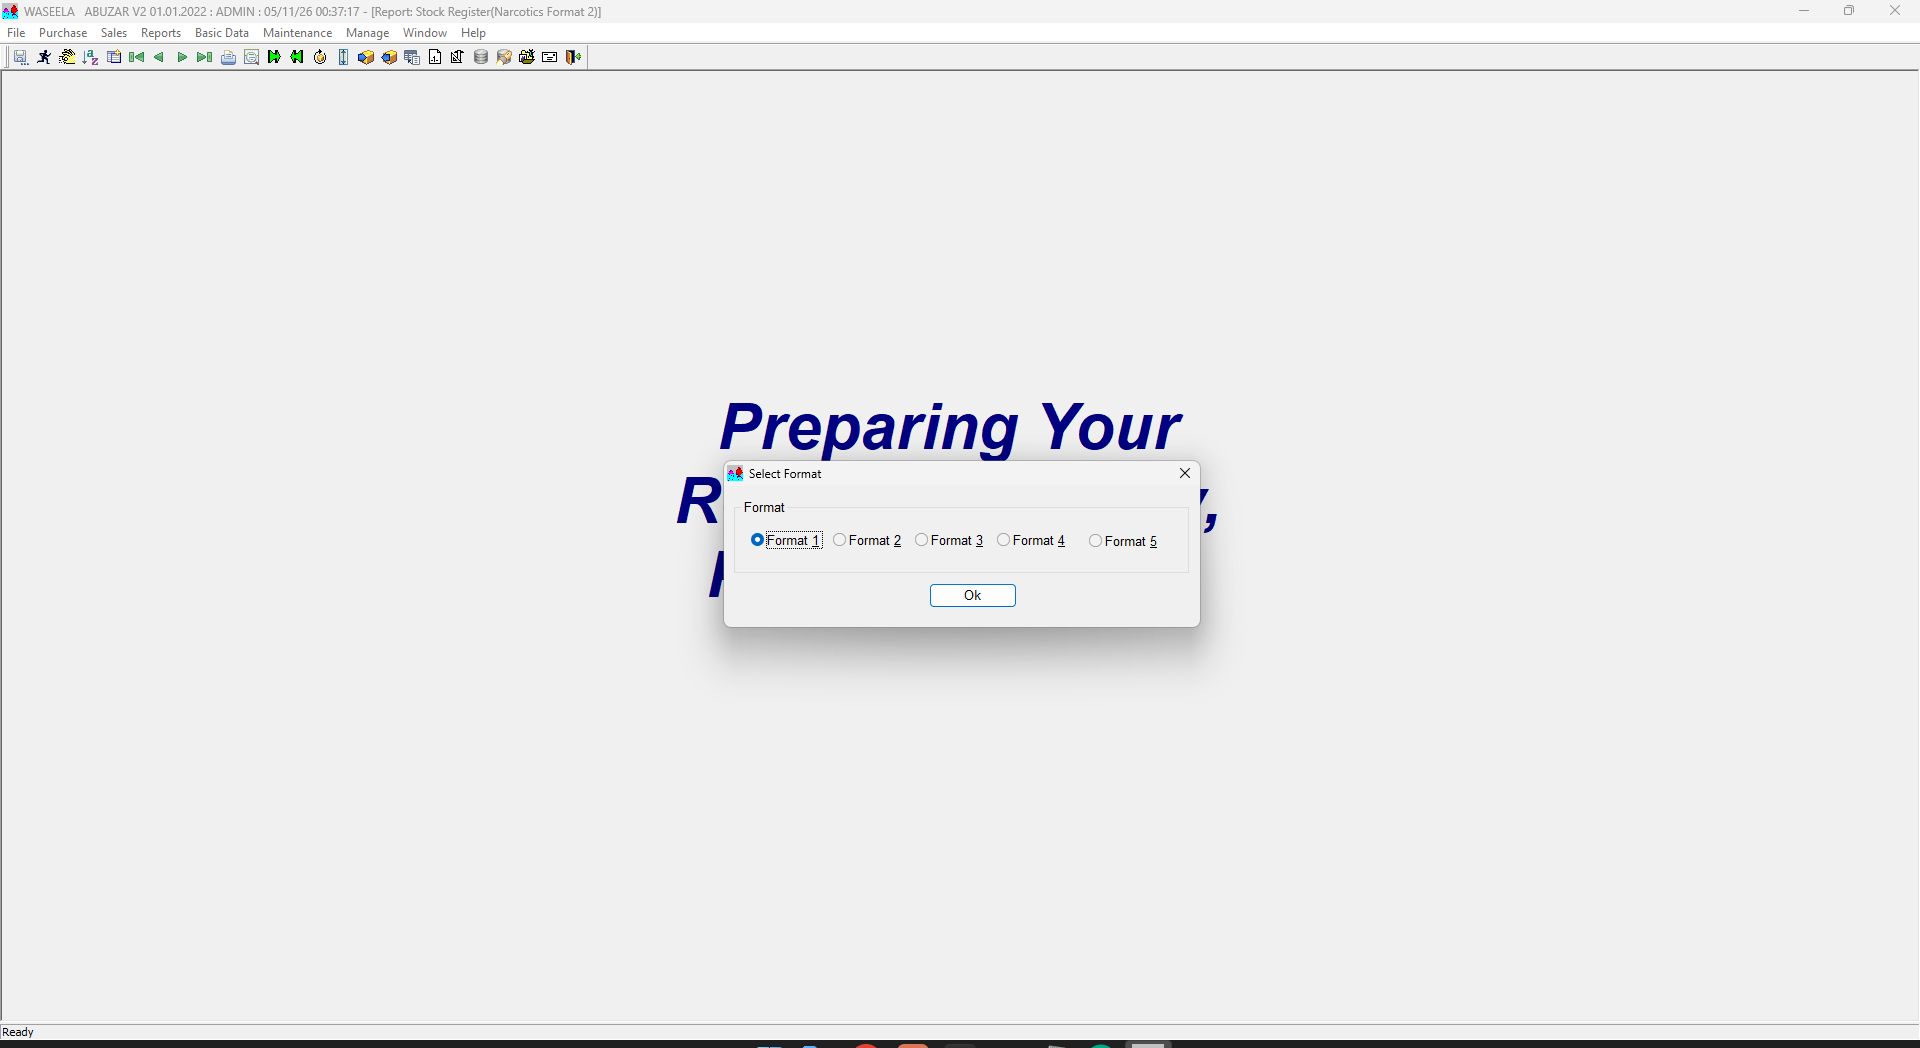 WASEELA   ABUZAR V2 01.01.2022 : ADMIN : 05/11/26 00:37:17 - [Report: Stock Register(Narcotics Format 2)]
File Purchase Sales Reports Basic Data Maintenance Manage Window Help
Preparing Your
Select Format
Format
Format 1 Format 2 Format 3 Format 4 Format 5
Ok
Ready